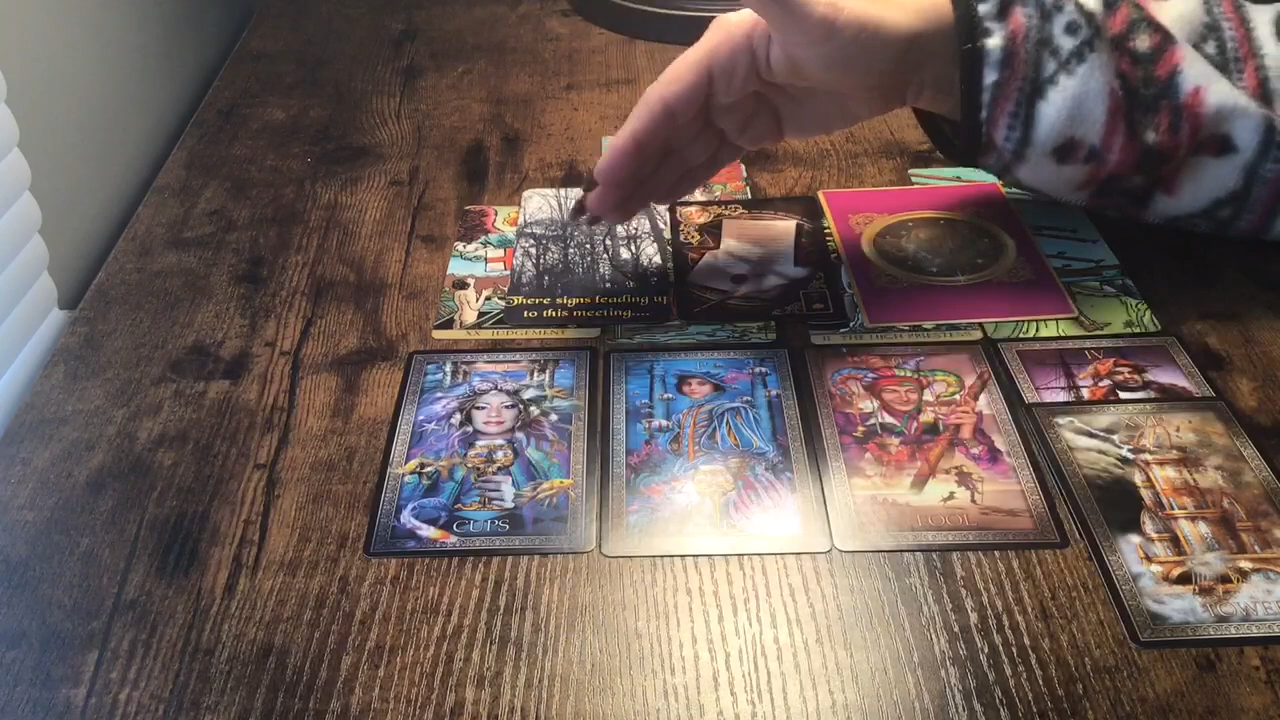 There signs leading up
to this meeting....
XX JUDGEMENT
II THE HIGH PRIESTESS
IV
CUPS
FOOL
TOWER